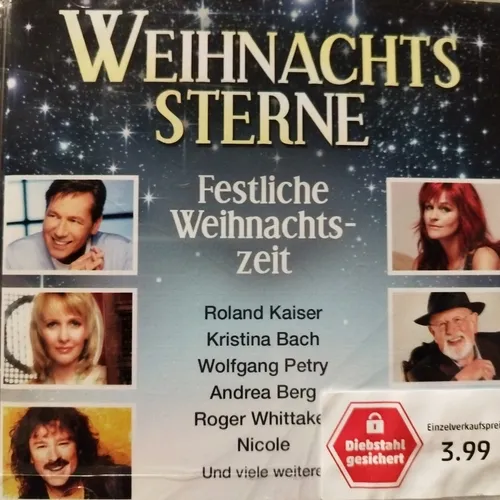 WEIHNACHTS
STERNE
Festliche
Weihnachts-
zeit
Roland Kaiser
Kristina Bach
Wolfgang Petry
Andrea Berg
Roger Whittake
Nicole
Und viele weitere
Diebstahl
gesichert
Einzelverkaufsprei
3.99